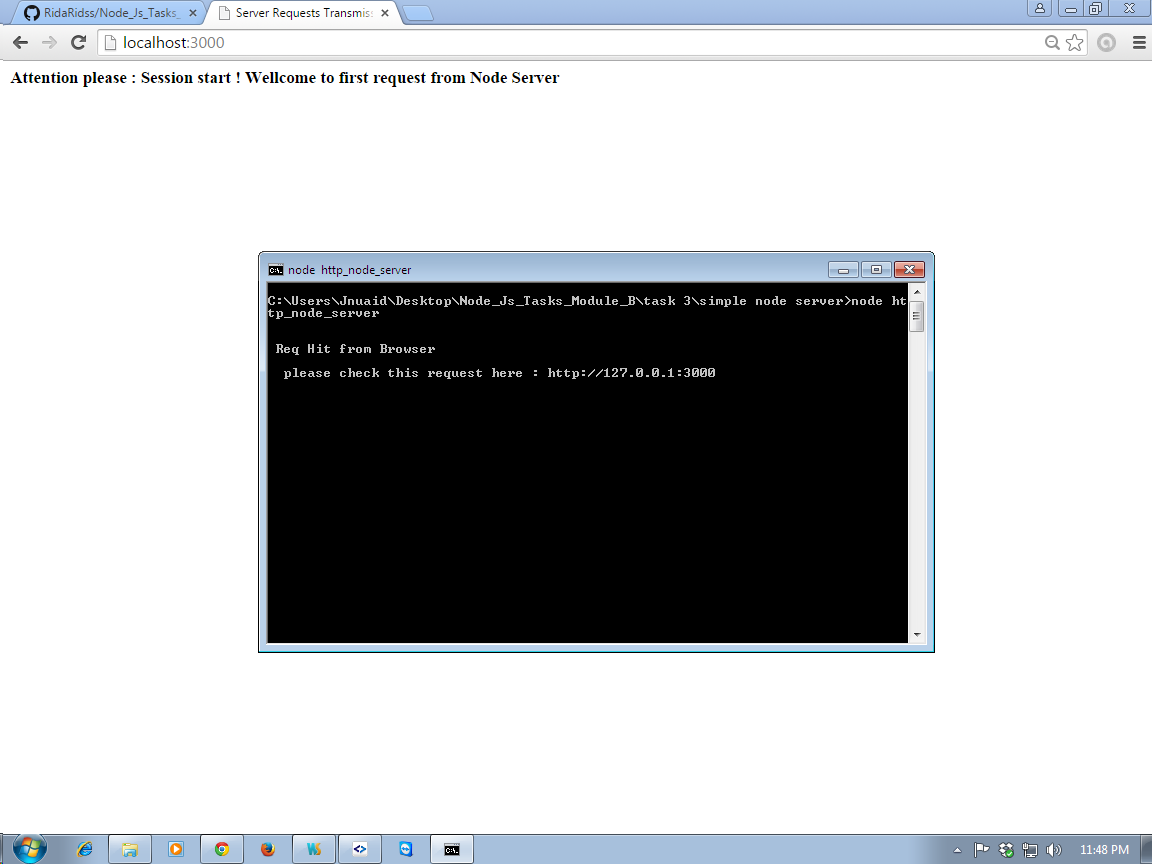 RidaRidss/Node_Js_Tasks_
Server Requests Transmis
localhost:3000
Attention please : Session start ! Wellcome to first request from Node Server
node http_node_server
C:\Users\Jnuaid\Desktop\Node_Js_Tasks_Module_B\task 3\simple node server>node ht
tp_node_server
Req Hit from Browser
please check this request here : http://127.0.0.1:3000
11:48 PM